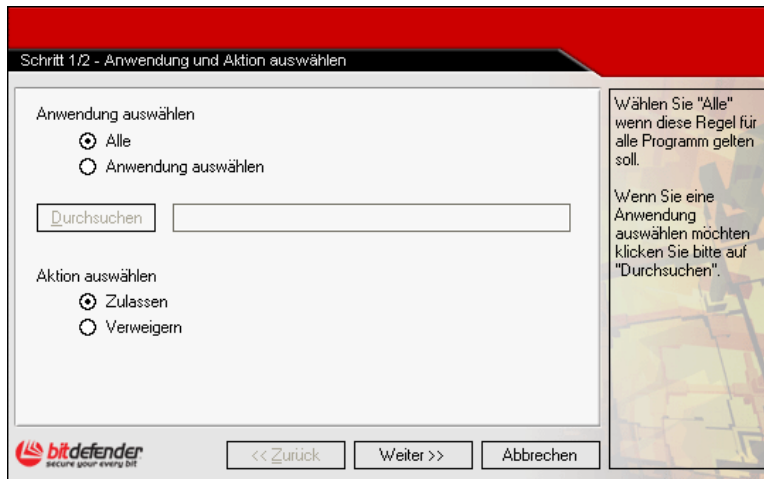 Schritt 1/2 - Anwendung und Aktion auswählen
Anwendung auswählen
Alle
Anwendung auswählen
Durchsuchen
Aktion auswählen
Zulassen
Verweigern
Wählen Sie "Alle"
wenn diese Regel für
alle Programm gelten
soll.
Wenn Sie eine
Anwendung
auswählen möchten
klicken Sie bitte auf
"Durchsuchen".
bitdefender
secure your every bit
<< Zurück
Weiter >>
Abbrechen